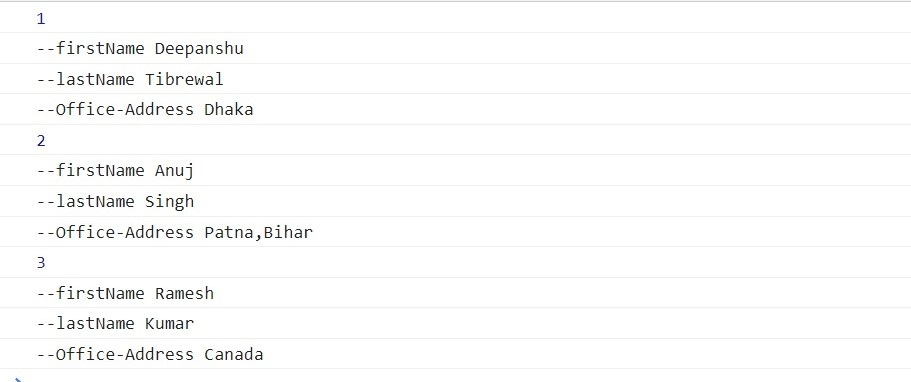 1
--firstName Deepanshu
--lastName Tibrewal
--Office-Address Dhaka
2
--firstName Anuj
--lastName Singh
--Office-Address Patna,Bihar
3
--firstName Ramesh
--lastName Kumar
--Office-Address Canada